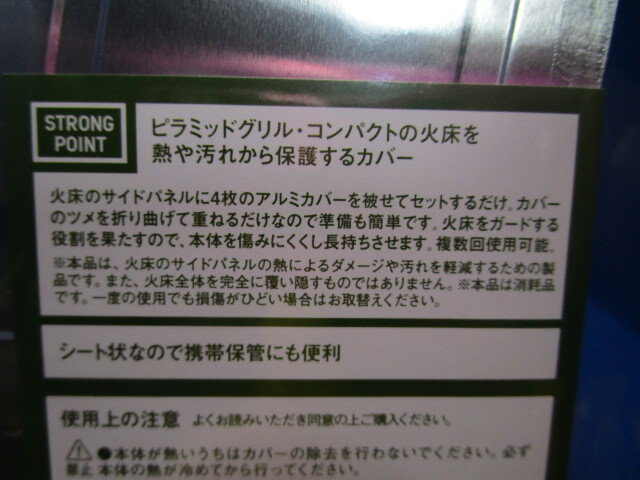 STRONG
POINT
ピラミッドグリル・コンパクトの火床を
熱や汚れから保護するカバー
火床のサイドパネルに4枚のアルミカバーを被せてセットするだけ。カバー
のツメを折り曲げて重ねるだけなので準備も簡単です。火床をガードする
役割を果たすので、本体を傷みにくくし長持ちさせます。複数回使用可能。
※本品は、火床のサイドパネルの熱によるダメージや汚れを軽減するための製
品です。また、火床全体を完全に覆い隠すものではありません。※本品は消耗品
です。一度の使用でも損傷がひどい場合はお取替えください。
シート状なので携帯保管にも便利
使用上の注意 よくお読みいただき同意の上ご購入ください。
●本体が熱いうちはカバーの除去を行わないでください。必ず
禁止 本体の熱が冷めてから行ってください。